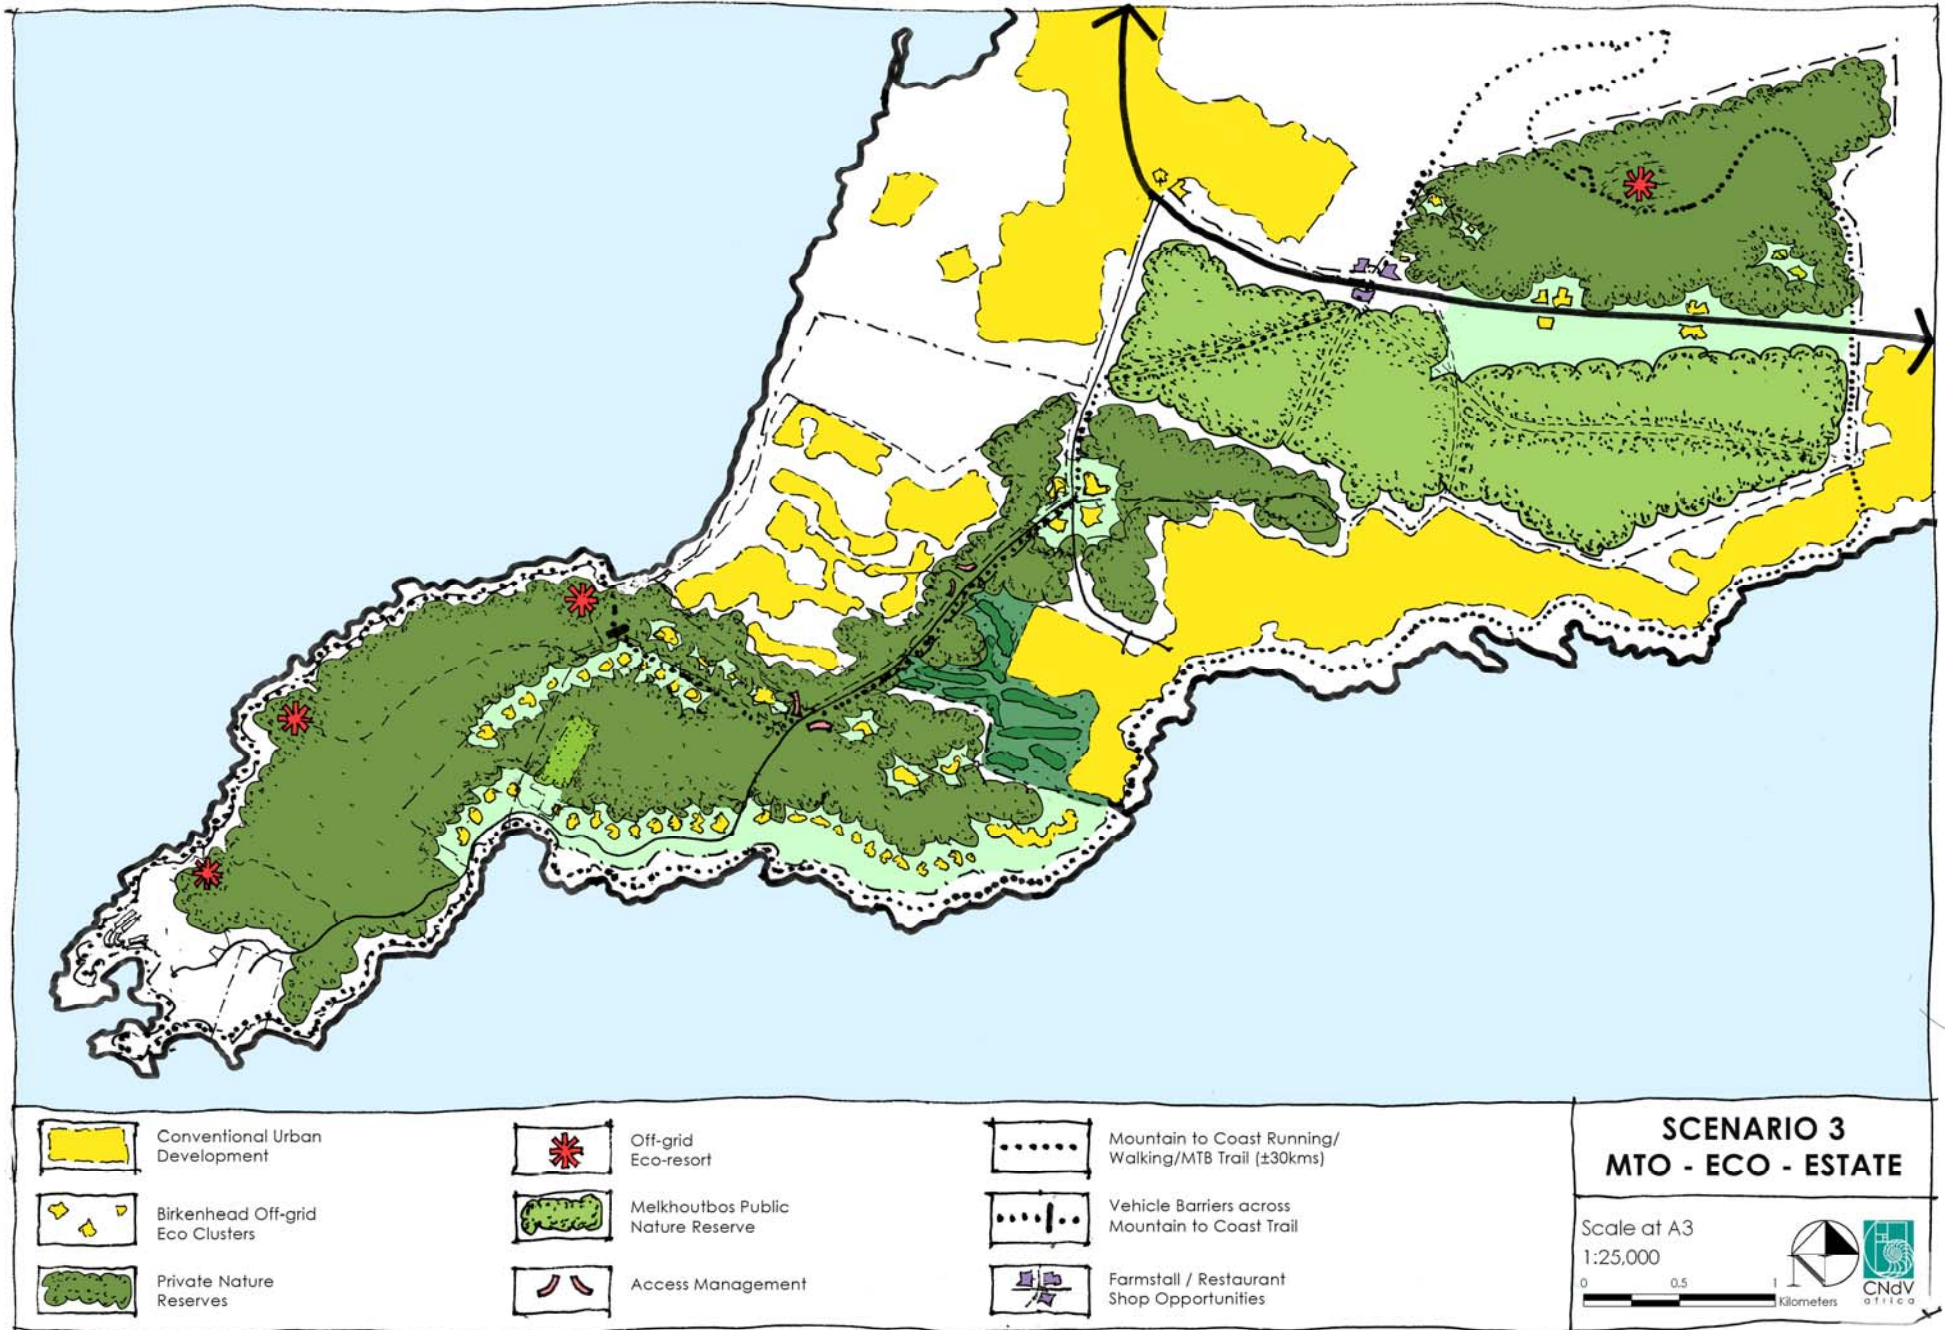 Conventional Urban
Development
Birkenhead Off-grid
Eco Clusters
Private Nature
Reserves
Off-grid
Eco-resort
Melkhoutbos Public
Nature Reserve
Access Management
Mountain to Coast Running/
Walking/MTB Trail (±30kms)
Vehicle Barriers across
Mountain to Coast Trail
Farmstall / Restaurant
Shop Opportunities
SCENARIO 3
MTO - ECO - ESTATE
Scale at A3
1:25,000
0 0.5 1
Kilometers
N
CNdV
africa